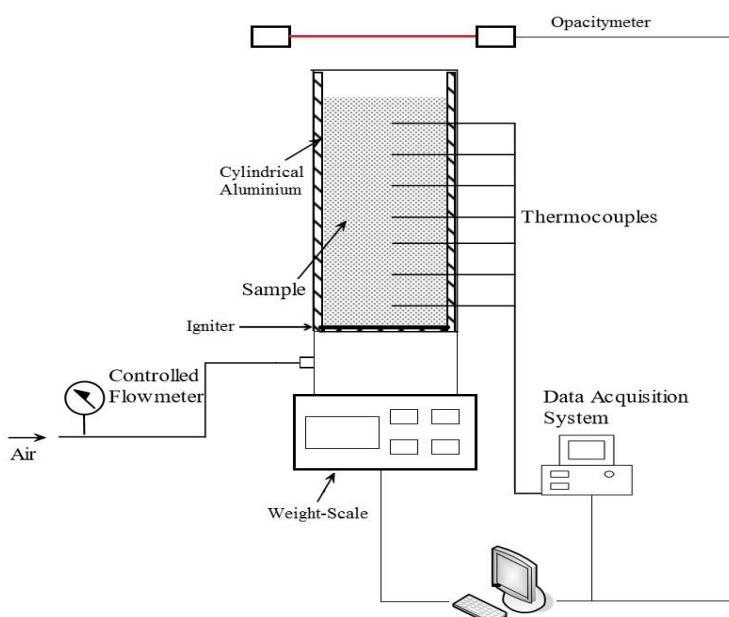 Opacitymeter
Cylindrical
Aluminium
Thermocouples
Sample
Igniter
Controlled
Flowmeter
Air
Data Acquisition
System
Weight-Scale